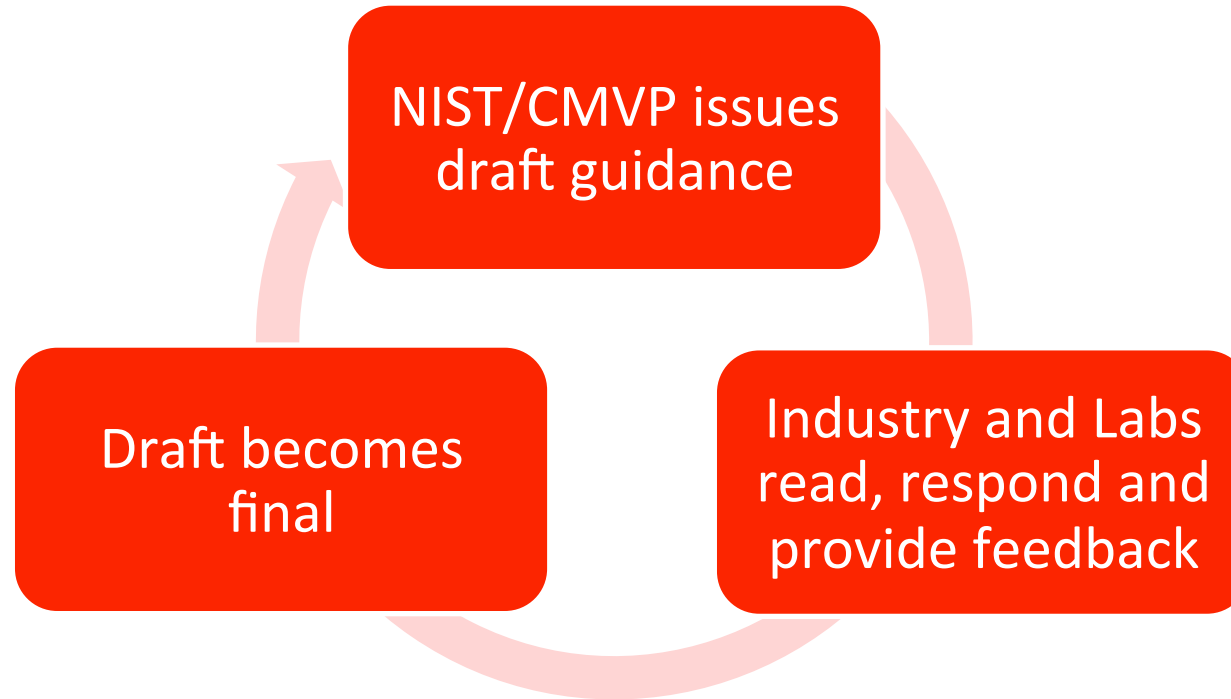 NIST/CMVP issues
draft guidance
Industry and Labs
read, respond and
provide feedback
Draft becomes
final